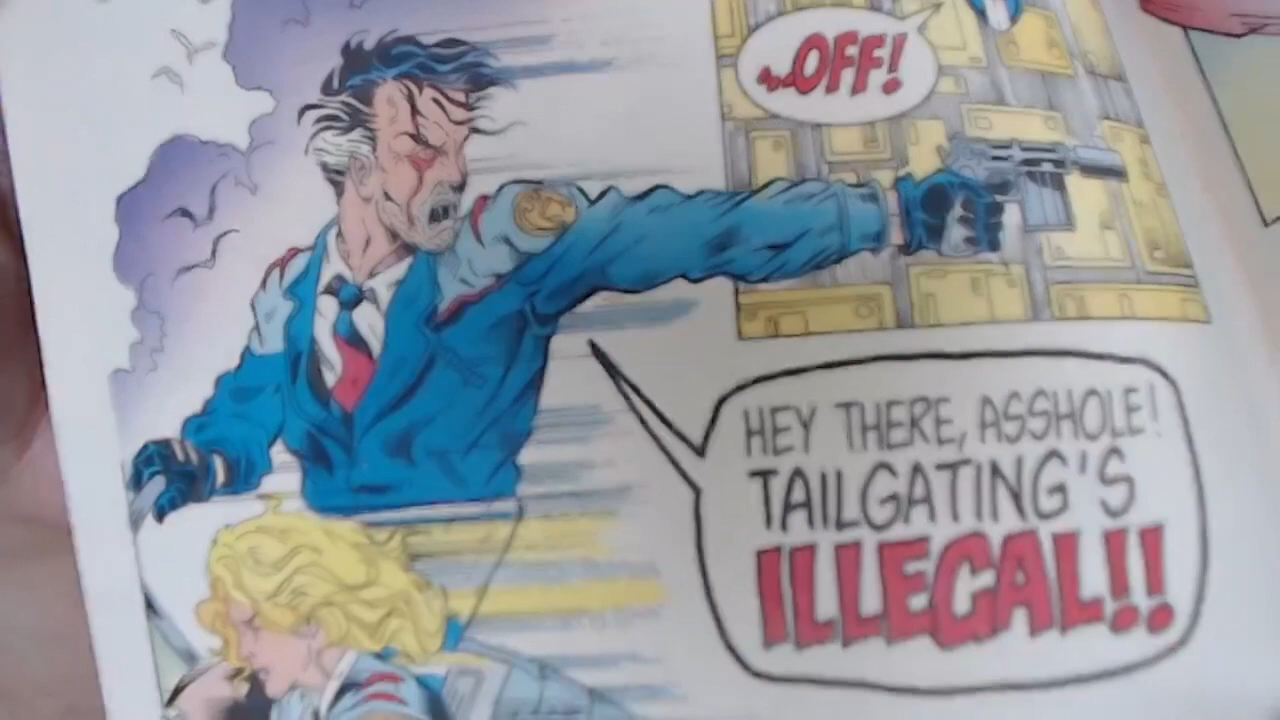 ...OFF!
HEY THERE, ASSHOLE!
TAILGATING'S
ILLEGAL!!